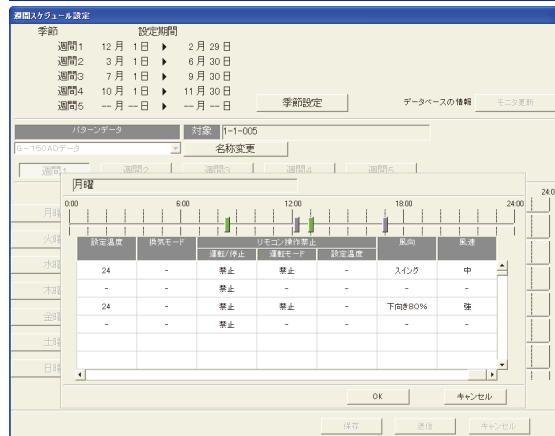 週間スケジュール設定
季節 設定期間
週間1 12 月 1 日 ▶ 2 月 29 日
週間2 3 月 1 日 ▶ 6 月 30 日
週間3 7 月 1 日 ▶ 9 月 30 日
週間4 10 月 1 日 ▶ 11 月 30 日
週間5 -- 月 -- 日 ▶ -- 月 -- 日
季節設定 データベースの情報 モニタ更新
パターンデータ 対象 1-1-005
G-150ADデータ 名称変更
週間1 週間2 週間3 週間4 週間5
月曜
0:00 6:00 12:00 18:00 24:00 24:0
月曜
火曜
水曜
木曜
金曜
土曜
日曜
設定温度 換気モード リモコン操作禁止 風向 風速
運転/停止 運転モード 設定温度
24 - 禁止 禁止 - スイング 中
- - 禁止 - - - -
24 - 禁止 禁止 - 下向き80% 強
- - 禁止 - - - -
OK キャンセル
保存 送信 キャンセル